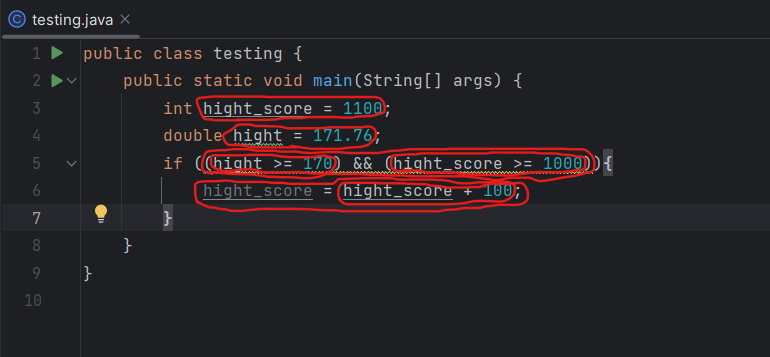 testing.java
1 public class testing {
2 public static void main(String[] args) {
3 int hight_score = 1100;
4 double hight = 171.76;
5 if ((hight >= 170) && (hight_score >= 1000)){
6 hight_score = hight_score + 100;
7 }
8 }
9 }
10